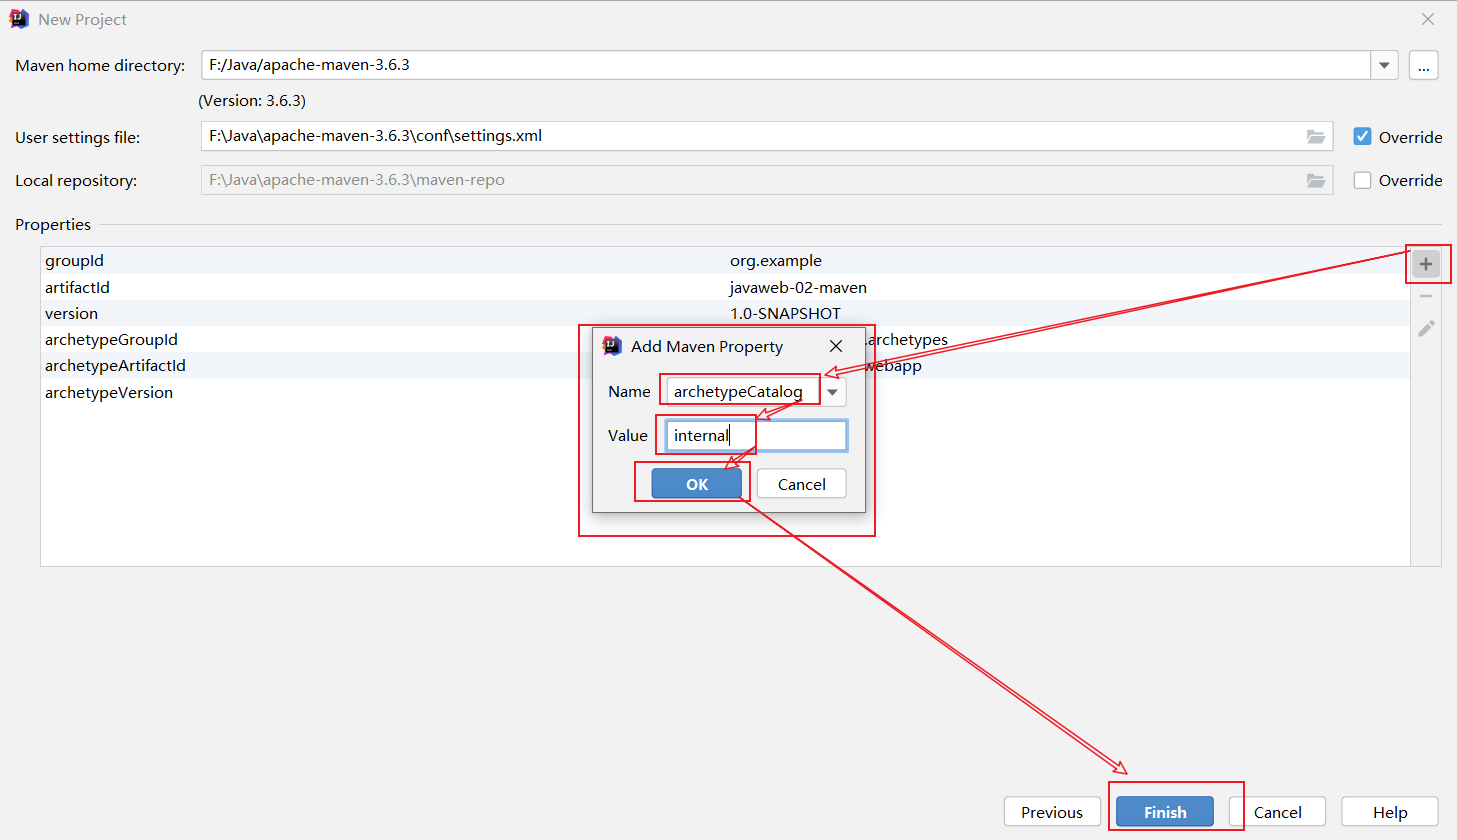 New Project
Maven home directory: F:/Java/apache-maven-3.6.3 ...
(Version: 3.6.3)
User settings file: F:\Java\apache-maven-3.6.3\conf\settings.xml Override
Local repository: F:\Java\apache-maven-3.6.3\maven-repo Override
Properties
groupId org.example
artifactId javaweb-02-maven
version 1.0-SNAPSHOT
archetypeGroupId .archetypes
archetypeArtifactId webapp
archetypeVersion
Add Maven Property
Name archetypeCatalog
Value internal
OK Cancel
Previous Finish Cancel Help